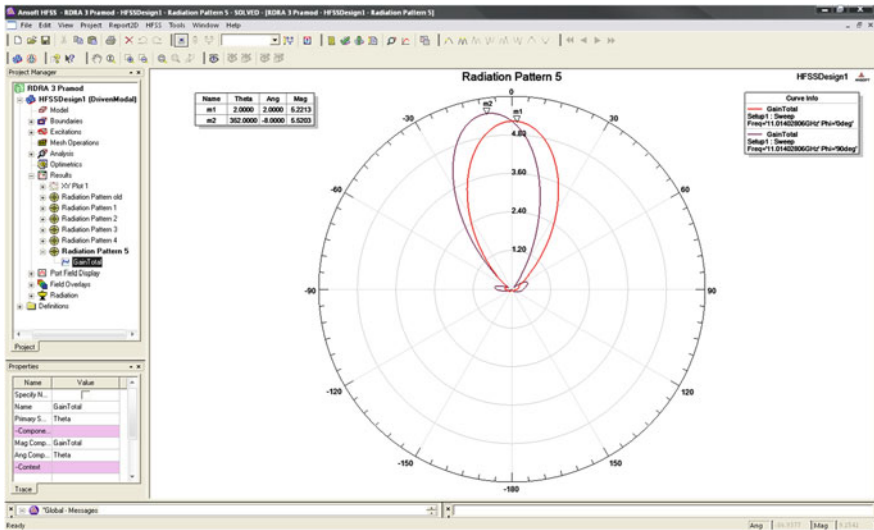 Ansoft HFSS - RDRA 3 Pramod - HFSSDesign1 - Radiation Pattern 5 - SOLVED - [RDRA 3 Pramod - HFSSDesign1 - Radiation Pattern 5]
File Edit View Project Report2D HFSS Tools Window Help
Project Manager
RDRA 3 Pramod
HFSSDesign1 (DrivenModal)
Model
Boundaries
Excitations
Mesh Operations
Analysis
Optimetrics
Results
XY Plot 1
Radiation Pattern old
Radiation Pattern 1
Radiation Pattern 2
Radiation Pattern 3
Radiation Pattern 4
Radiation Pattern 5
GainTotal
Port Field Display
Field Overlays
Radiation
Definitions
Project
Properties
Name Value
Specify N...
Name GainTotal
Primary S... Theta
-Compone...
Mag Comp... GainTotal
Ang Comp... Theta
-Context
Trace
Radiation Pattern 5
HFSSDesign1
ANSOFT
Name Theta Ang Mag
m1 2.0000 2.0000 5.2213
m2 352.0000 -8.0000 5.5203
Curve Info
GainTotal
Setup1 : Sweep
Freq='11.01402806GHz' Phi='0deg'
GainTotal
Setup1 : Sweep
Freq='11.01402806GHz' Phi='90deg'
0
m2
m1
-30
30
4.80
-60
60
3.60
2.40
1.20
-90
90
-120
120
-150
150
-180
*Global - Messages
Ready
Ang
Mag